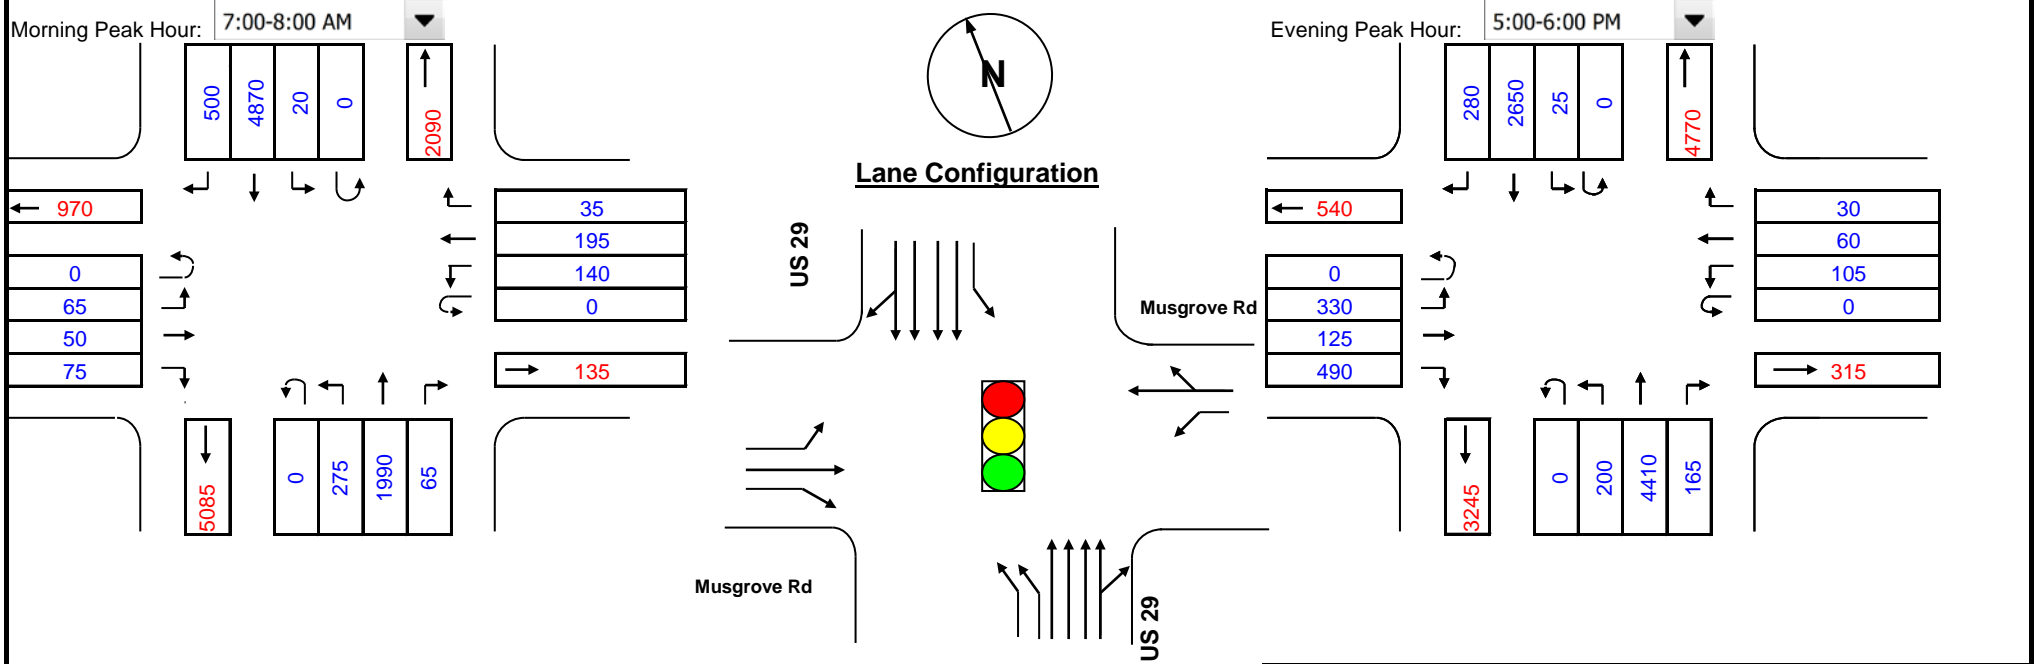 Morning Peak Hour: 7:00-8:00 AM
500 4870 20 0 2090
970
35
195
140
0
0
65
50
75
135
5085
0 275 1990 65
N
Lane Configuration
US 29
Musgrove Rd
Musgrove Rd
US 29
Evening Peak Hour: 5:00-6:00 PM
280 2650 25 0 4770
540
30
60
105
0
0
330
125
490
315
3245
0 200 4410 165